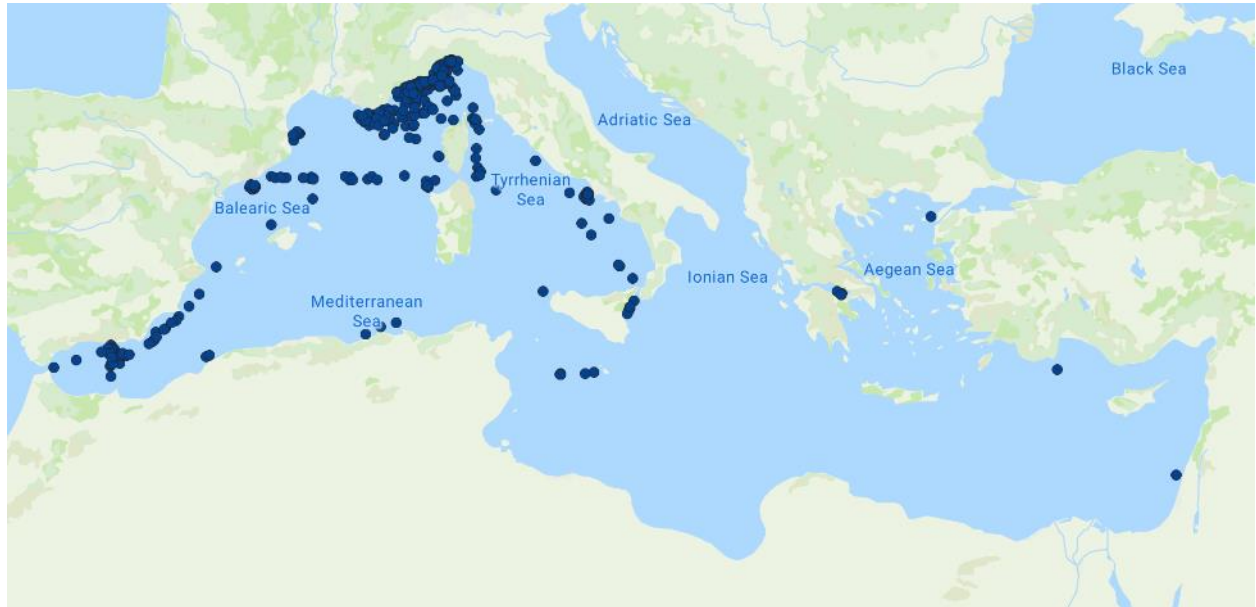 Black Sea
Adriatic Sea
Tyrrhenian
Sea
Balearic Sea
Ionian Sea
Aegean Sea
Mediterranean
Sea